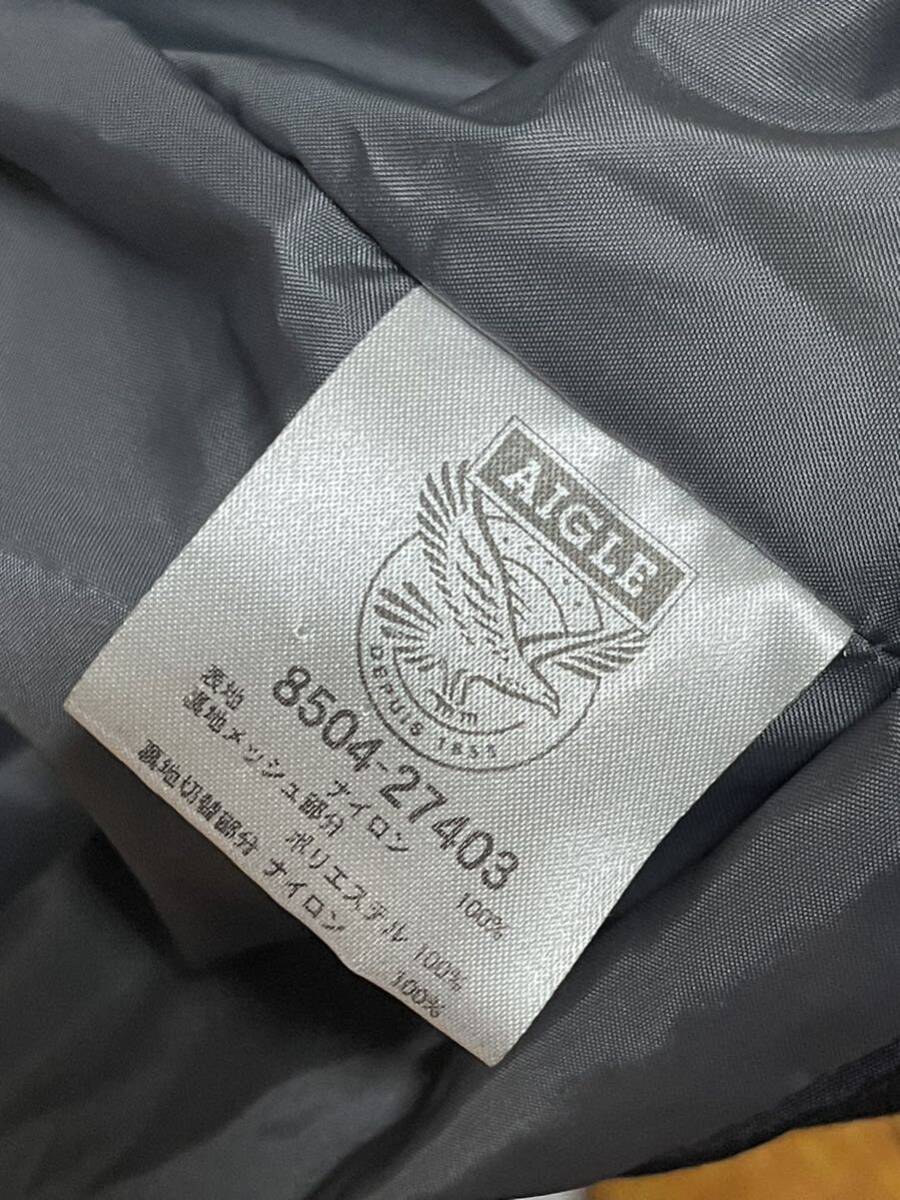 AIGLE
DEPUIS 1853
8504-27403
表地 ナイロン 100%
裏地メッシュ部分 ポリエステル 100%
裏地切替部分 ナイロン 100%